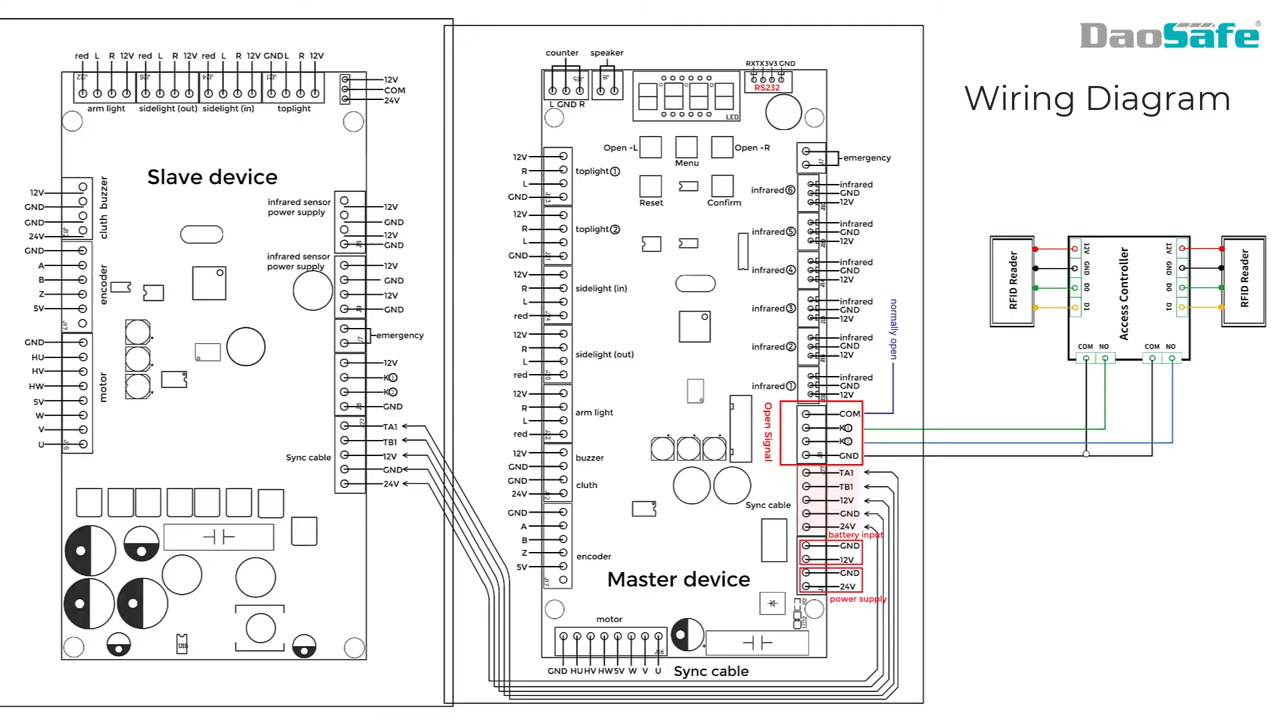 DaoSafe®
Wiring Diagram
red L R 12V red L R 12V red L R 12V GND L R 12V
arm light sidelight (out) sidelight (in) toplight
12V
COM
24V
Slave device
12V
GND
GND
24V
cluth buzzer
GND
A
B
Z
5V
encoder
GND
HU
HV
HW
5V
W
V
U
motor
infrared sensor
power supply
12V
GND
12V
GND
infrared sensor
power supply
12V
GND
12V
GND
emergency
12V
K①
K②
GND
Sync cable
TA1
TB1
12V
GND
24V
counter speaker
L GND R
LED
RXTX3V3 GND
RS232
Open -L
Menu
Open -R
Reset
Confirm
12V
R
L
GND
toplight①
12V
R
L
GND
toplight②
12V
R
L
red
sidelight (in)
12V
R
L
red
sidelight (out)
12V
R
L
red
arm light
12V
GND
GND
24V
buzzer
cluth
GND
A
B
Z
5V
encoder
emergency
infrared⑥
infrared
GND
12V
infrared⑤
infrared
GND
12V
infrared④
infrared
GND
12V
infrared③
infrared
GND
12V
infrared②
infrared
GND
12V
infrared①
infrared
GND
12V
normally open
Open Signal
COM
K①
K②
GND
Sync cable
TA1
TB1
12V
GND
24V
battery input
GND
12V
GND
24V
power supply
Master device
motor
GND HU HV HW 5V W V U
Sync cable
RFID Reader
12V
GND
D0
D1
Access Controller
12V
GND
D0
D1
RFID Reader
COM NO COM NO